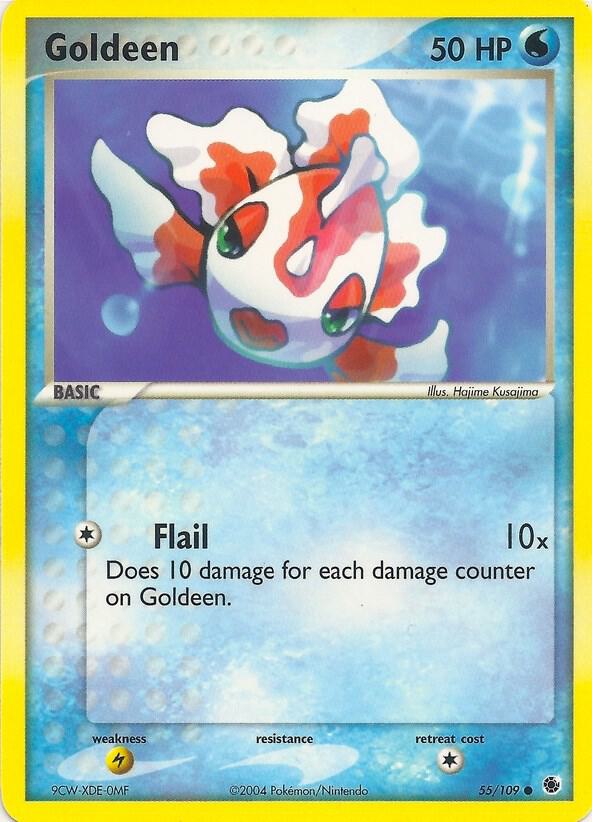 Goldeen 50 HP
BASIC Illus. Hajime Kusajima
Flail 10x
Does 10 damage for each damage counter
on Goldeen.
weakness resistance retreat cost
9CW-XDE-0MF ©2004 Pokémon/Nintendo 55/109